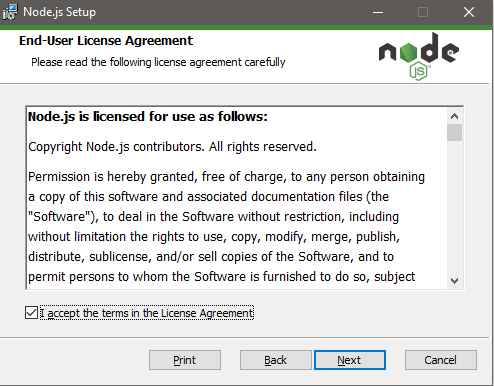 Node.js Setup
End-User License Agreement
Please read the following license agreement carefully
node
JS
Node.js is licensed for use as follows:
Copyright Node.js contributors. All rights reserved.
Permission is hereby granted, free of charge, to any person obtaining
a copy of this software and associated documentation files (the
"Software"), to deal in the Software without restriction, including
without limitation the rights to use, copy, modify, merge, publish,
distribute, sublicense, and/or sell copies of the Software, and to
permit persons to whom the Software is furnished to do so, subject
I accept the terms in the License Agreement
Print
Back
Next
Cancel